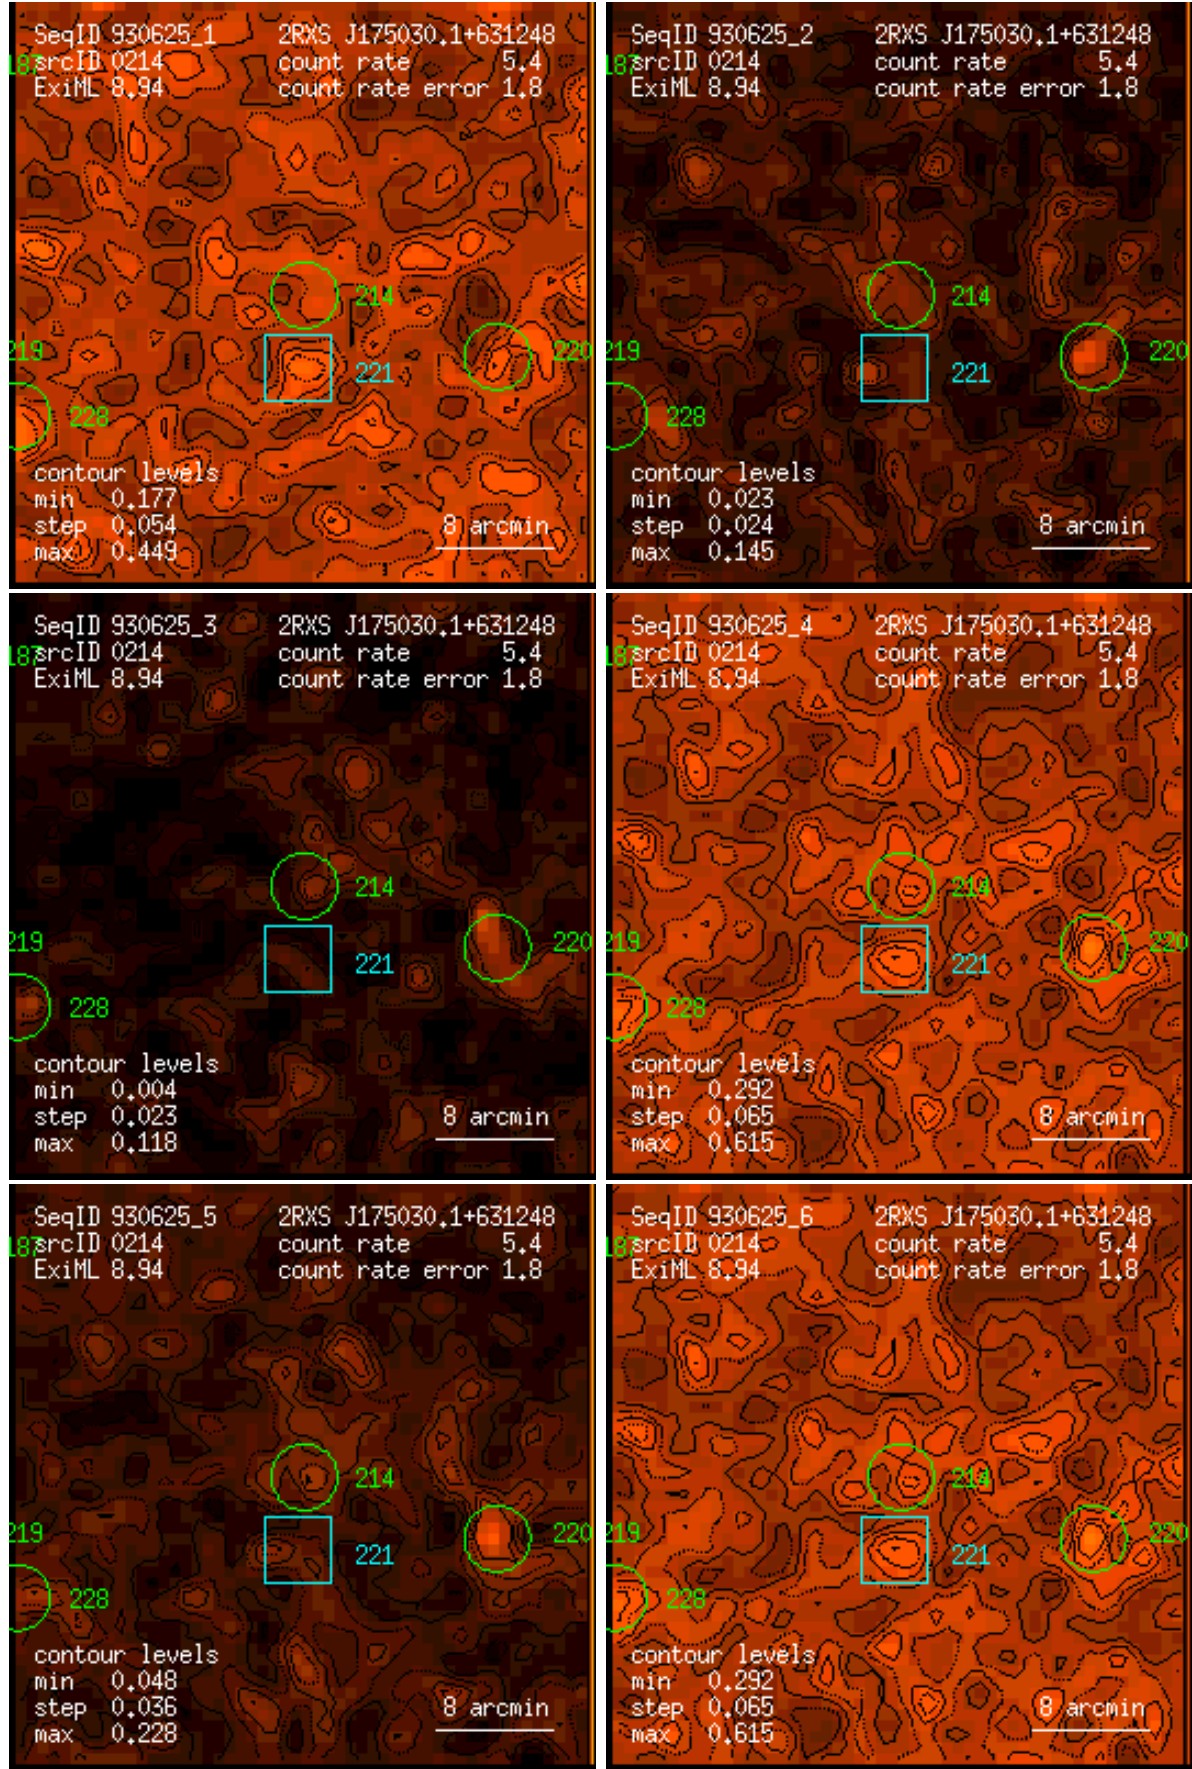 SeqID 930625_1 2RXS J175030.1+631248
187 srcID 0214 count rate 5.4
ExiML 8.94 count rate error 1.8
214
219 220
221
228
contour levels
min 0.177
step 0.054 8 arcmin
max 0.449
SeqID 930625_2 2RXS J175030.1+631248
187 srcID 0214 count rate 5.4
ExiML 8.94 count rate error 1.8
214
219 220
221
228
contour levels
min 0.023
step 0.024 8 arcmin
max 0.145
SeqID 930625_3 2RXS J175030.1+631248
187 srcID 0214 count rate 5.4
ExiML 8.94 count rate error 1.8
214
219 220
221
228
contour levels
min 0.004
step 0.023 8 arcmin
max 0.118
SeqID 930625_4 2RXS J175030.1+631248
187 srcID 0214 count rate 5.4
ExiML 8.94 count rate error 1.8
214
219 220
221
228
contour levels
min 0.292
step 0.065 8 arcmin
max 0.615
SeqID 930625_5 2RXS J175030.1+631248
187 srcID 0214 count rate 5.4
ExiML 8.94 count rate error 1.8
214
219 220
221
228
contour levels
min 0.048
step 0.036 8 arcmin
max 0.228
SeqID 930625_6 2RXS J175030.1+631248
187 srcID 0214 count rate 5.4
ExiML 8.94 count rate error 1.8
214
219 220
221
228
contour levels
min 0.292
step 0.065 8 arcmin
max 0.615